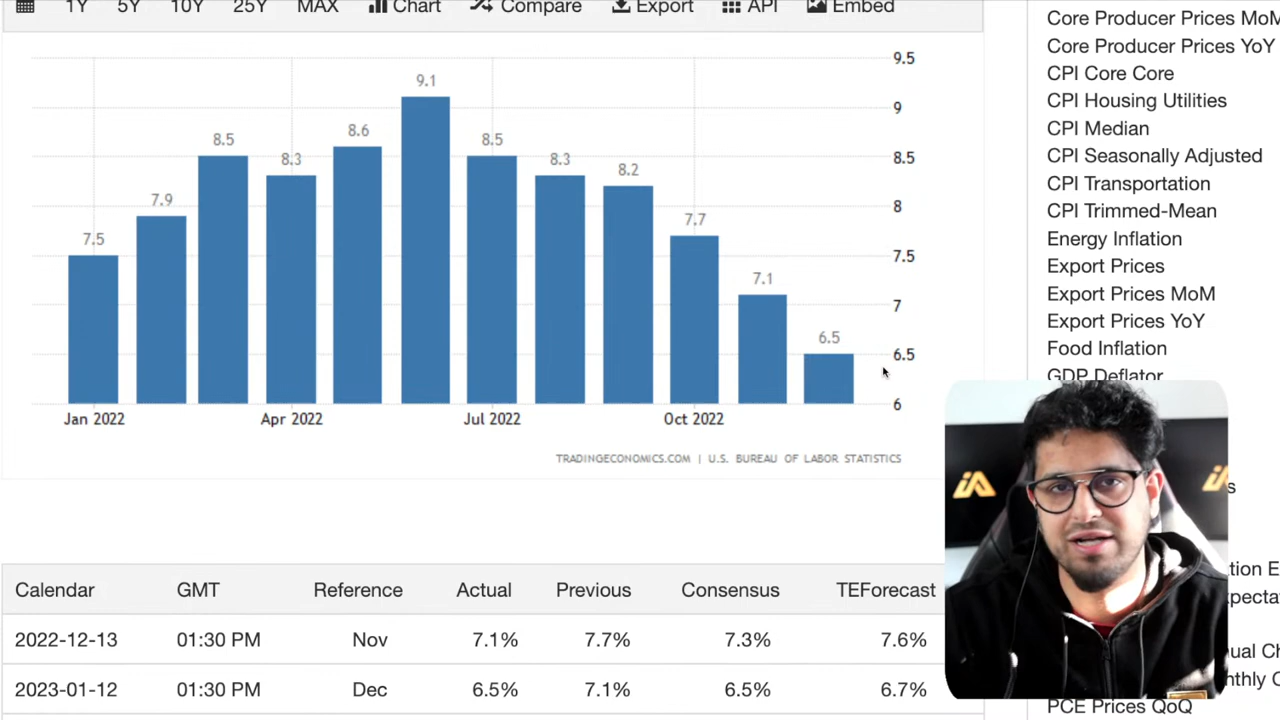 1Y 5Y 10Y 25Y MAX Chart Compare Export API Embed
9.5
9
8.5
8
7.5
7
6.5
6
7.5
7.9
8.5
8.3
8.6
9.1
8.5
8.3
8.2
7.7
7.1
6.5
Jan 2022 Apr 2022 Jul 2022 Oct 2022
TRADINGECONOMICS.COM | U.S. BUREAU OF LABOR STATISTICS
Calendar GMT Reference Actual Previous Consensus TEForecast
2022-12-13 01:30 PM Nov 7.1% 7.7% 7.3% 7.6%
2023-01-12 01:30 PM Dec 6.5% 7.1% 6.5% 6.7%
Core Producer Prices MoM
Core Producer Prices YoY
CPI Core Core
CPI Housing Utilities
CPI Median
CPI Seasonally Adjusted
CPI Transportation
CPI Trimmed-Mean
Energy Inflation
Export Prices
Export Prices MoM
Export Prices YoY
Food Inflation
GDP Deflator
PCE Prices QoQ